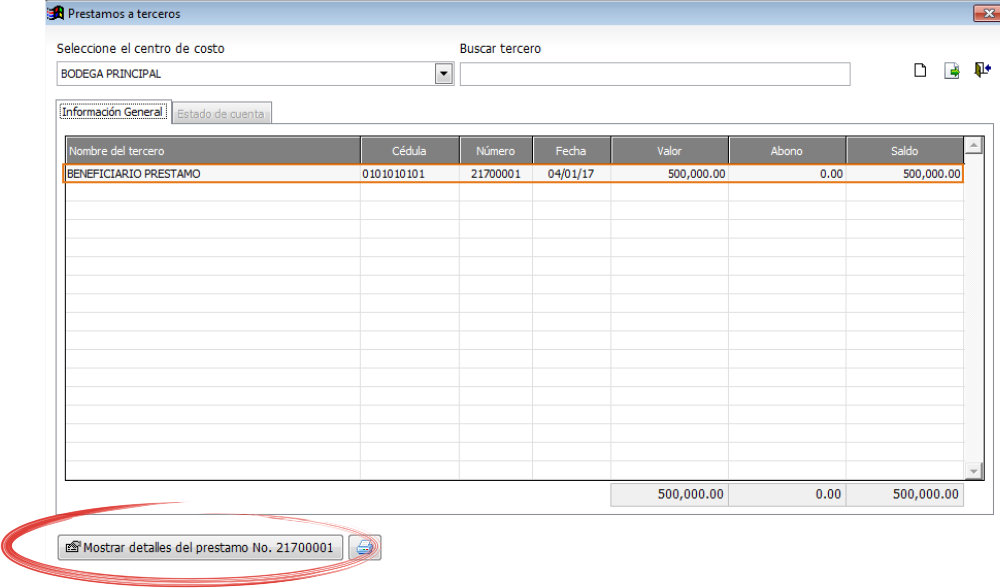 Prestamos a terceros
Seleccione el centro de costo Buscar tercero
BODEGA PRINCIPAL
Información General Estado de cuenta
Nombre del tercero Cédula Número Fecha Valor Abono Saldo
BENEFICIARIO PRESTAMO 0101010101 21700001 04/01/17 500,000.00 0.00 500,000.00
500,000.00 0.00 500,000.00
Mostrar detalles del prestamo No. 21700001